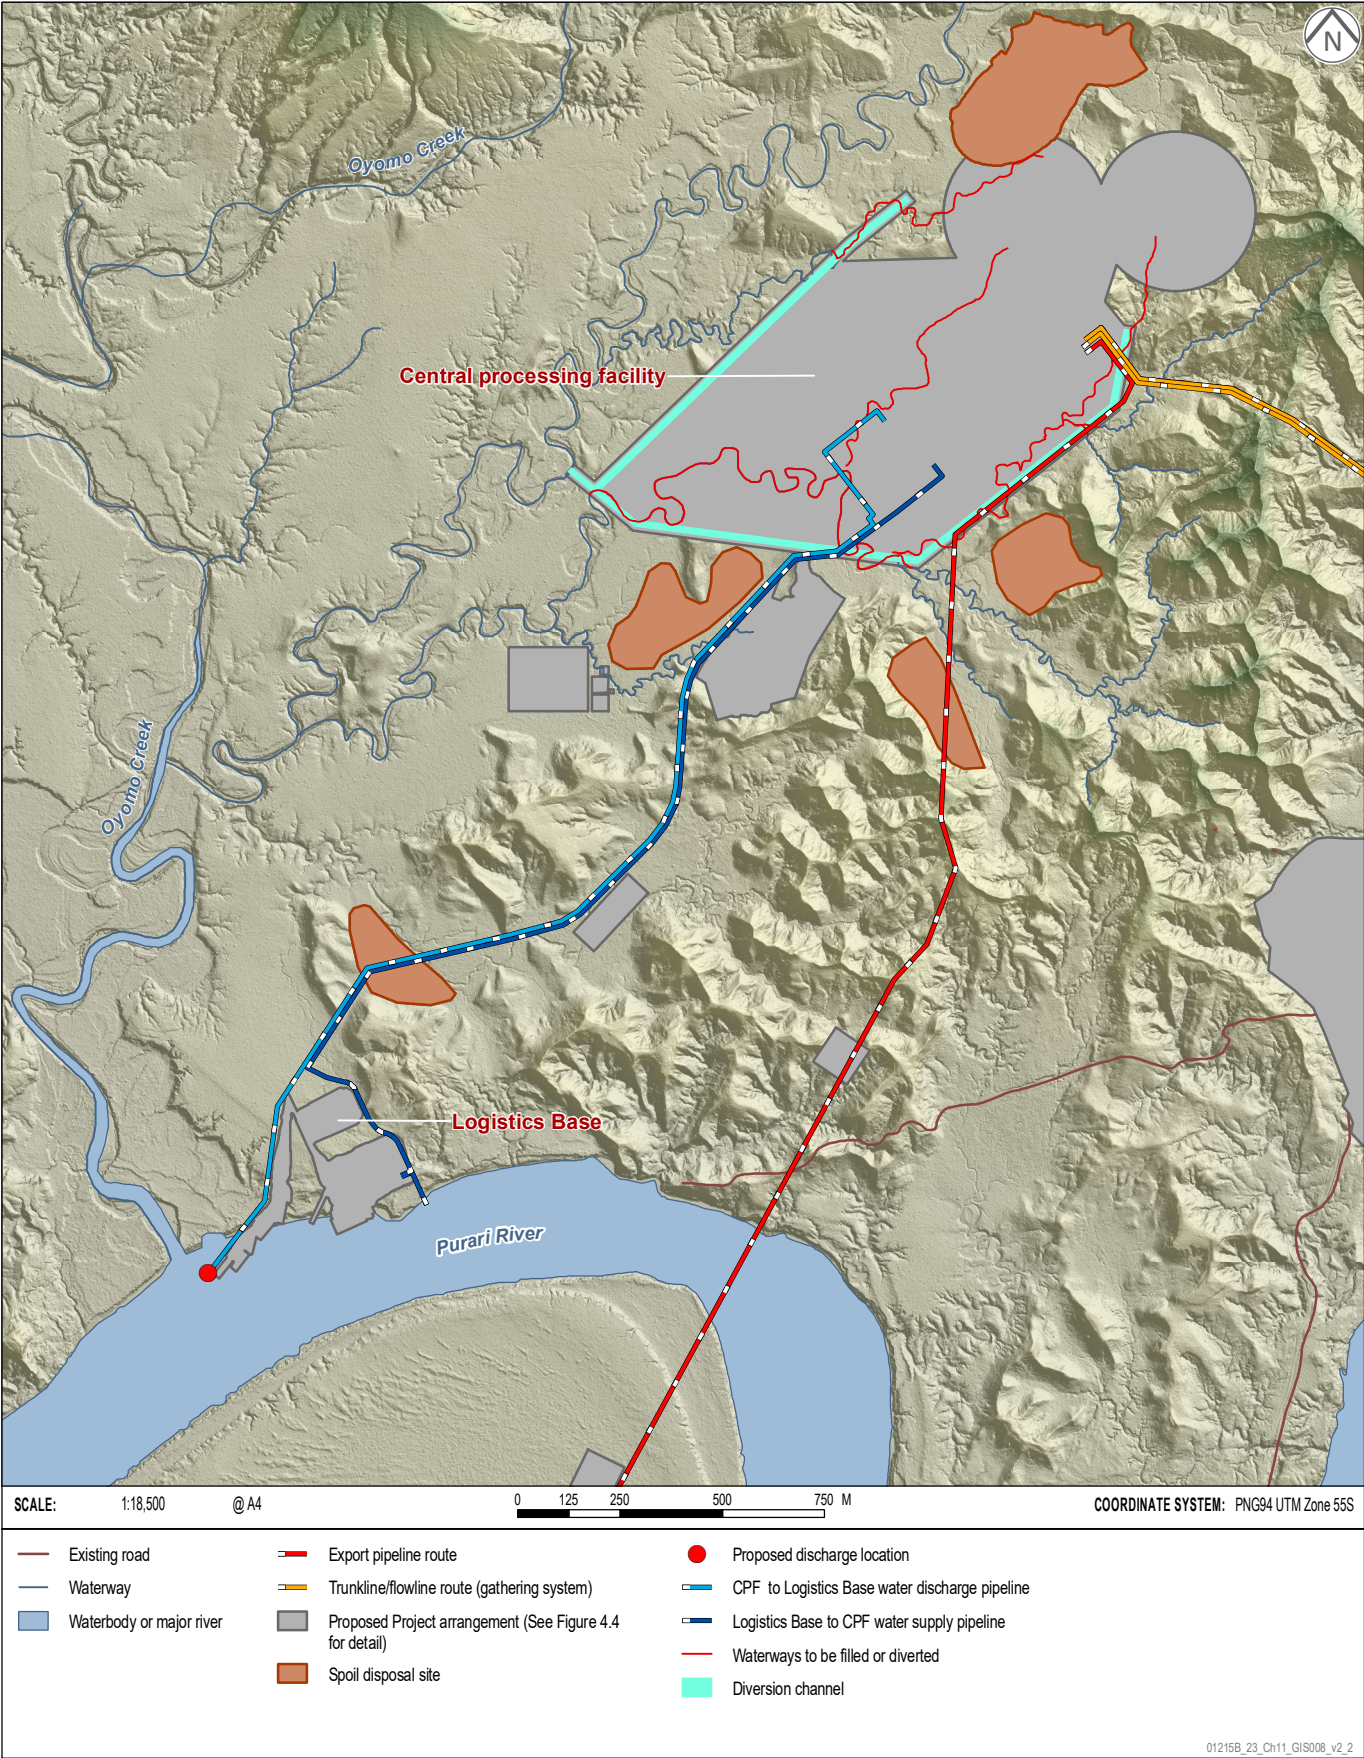 N
Oyomo Creek
Central processing facility
Oyomo Creek
Logistics Base
Purari River
SCALE: 1:18,500 @ A4
0 125 250 500 750 M
COORDINATE SYSTEM: PNG94 UTM Zone 55S
Existing road
Waterway
Waterbody or major river
Export pipeline route
Trunkline/flowline route (gathering system)
Proposed Project arrangement (See Figure 4.4
for detail)
Spoil disposal site
Proposed discharge location
CPF to Logistics Base water discharge pipeline
Logistics Base to CPF water supply pipeline
Waterways to be filled or diverted
Diversion channel
01215B_23_Ch11_GIS008_v2_2